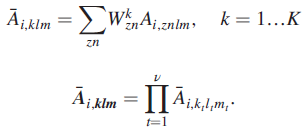 Ā_{i,klm} = ∑_{zn} W^k_{zn} A_{i,znlm},   k = 1...K
Ā_{i,𝒌𝒍𝒎} = ∏_{t=1}^{ν} Ā_{i,k_t l_t m_t}.